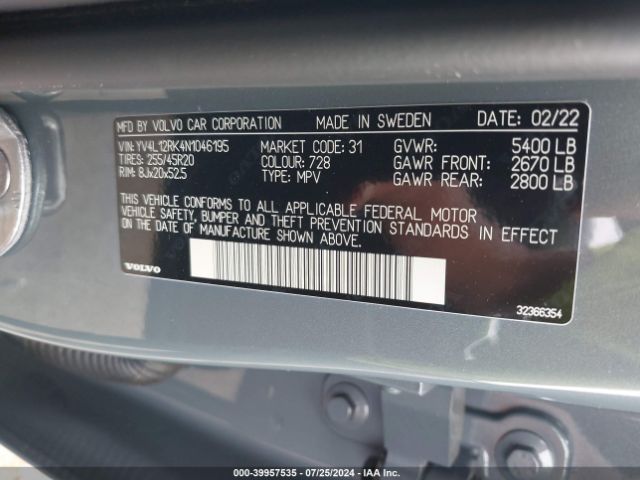 MFD BY VOLVO CAR CORPORATION MADE IN SWEDEN DATE: 02/22
VIN: YV4L12RK4N1046195 MARKET CODE: 31 GVWR: 5400 LB
TIRES: 255/45R20 COLOUR: 728 GAWR FRONT: 2670 LB
RIM: 8Jx20x52.5 TYPE: MPV GAWR REAR: 2800 LB
THIS VEHICLE CONFORMS TO ALL APPLICABLE FEDERAL MOTOR
VEHICLE SAFETY, BUMPER AND THEFT PREVENTION STANDARDS IN EFFECT
ON THE DATE OF MANUFACTURE SHOWN ABOVE.
VOLVO
32366354
000-39957535 - 07/25/2024 - IAA Inc.